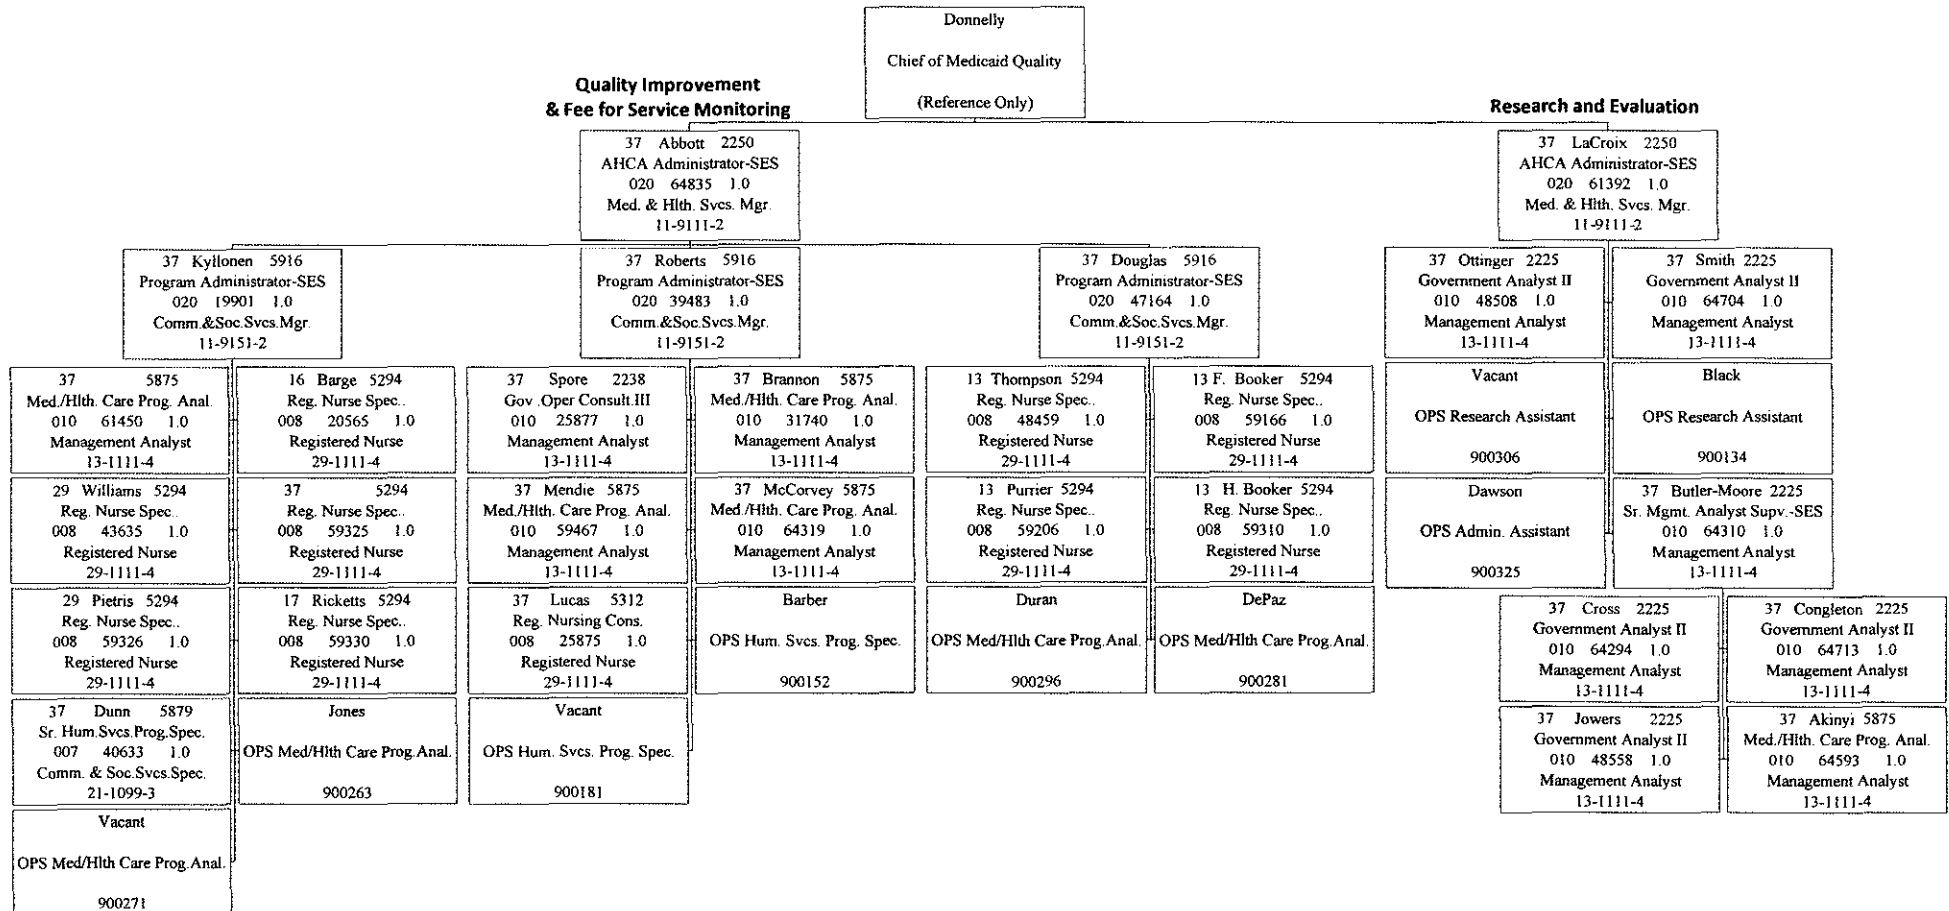 Donnelly
Chief of Medicaid Quality
(Reference Only)
Quality Improvement
& Fee for Service Monitoring
Research and Evaluation
37 Abbott 2250
AHCA Administrator-SES
020 64835 1.0
Med. & Hlth. Svcs. Mgr.
11-9111-2
37 LaCroix 2250
AHCA Administrator-SES
020 61392 1.0
Med. & Hlth. Svcs. Mgr.
11-9111-2
37 Kyllonen 5916
Program Administrator-SES
020 19901 1.0
Comm.&Soc.Svcs.Mgr.
11-9151-2
37 Roberts 5916
Program Administrator-SES
020 39483 1.0
Comm.&Soc.Svcs.Mgr.
11-9151-2
37 Douglas 5916
Program Administrator-SES
020 47164 1.0
Comm.&Soc.Svcs.Mgr.
11-9151-2
37 Ottinger 2225
Government Analyst II
010 48508 1.0
Management Analyst
13-1111-4
37 Smith 2225
Government Analyst II
010 64704 1.0
Management Analyst
13-1111-4
37 5875
Med./Hlth. Care Prog. Anal.
010 61450 1.0
Management Analyst
13-1111-4
16 Barge 5294
Reg. Nurse Spec..
008 20565 1.0
Registered Nurse
29-1111-4
37 Spore 2238
Gov .Oper Consult.III
010 25877 1.0
Management Analyst
13-1111-4
37 Brannon 5875
Med./Hlth. Care Prog. Anal.
010 31740 1.0
Management Analyst
13-1111-4
13 Thompson 5294
Reg. Nurse Spec..
008 48459 1.0
Registered Nurse
29-1111-4
13 F. Booker 5294
Reg. Nurse Spec..
008 59166 1.0
Registered Nurse
29-1111-4
Vacant
OPS Research Assistant
900306
Black
OPS Research Assistant
900134
29 Williams 5294
Reg. Nurse Spec..
008 43635 1.0
Registered Nurse
29-1111-4
37 5294
Reg. Nurse Spec..
008 59325 1.0
Registered Nurse
29-1111-4
37 Mendie 5875
Med./Hlth. Care Prog. Anal.
010 59467 1.0
Management Analyst
13-1111-4
37 McCorvey 5875
Med./Hlth. Care Prog. Anal.
010 64319 1.0
Management Analyst
13-1111-4
13 Purrier 5294
Reg. Nurse Spec..
008 59206 1.0
Registered Nurse
29-1111-4
13 H. Booker 5294
Reg. Nurse Spec..
008 59310 1.0
Registered Nurse
29-1111-4
Dawson
OPS Admin. Assistant
900325
37 Butler-Moore 2225
Sr. Mgmt. Analyst Supv.-SES
010 64310 1.0
Management Analyst
13-1111-4
29 Pietris 5294
Reg. Nurse Spec..
008 59326 1.0
Registered Nurse
29-1111-4
17 Ricketts 5294
Reg. Nurse Spec..
008 59330 1.0
Registered Nurse
29-1111-4
37 Lucas 5312
Reg. Nursing Cons.
008 25875 1.0
Registered Nurse
29-1111-4
Barber
OPS Hum. Svcs. Prog. Spec.
900152
Duran
OPS Med/Hlth Care Prog.Anal.
900296
DePaz
OPS Med/Hlth Care Prog.Anal.
900281
37 Cross 2225
Government Analyst II
010 64294 1.0
Management Analyst
13-1111-4
37 Congleton 2225
Government Analyst II
010 64713 1.0
Management Analyst
13-1111-4
37 Dunn 5879
Sr. Hum.Svcs.Prog.Spec.
007 40633 1.0
Comm. & Soc.Svcs.Spec.
21-1099-3
Jones
OPS Med/Hlth Care Prog.Anal.
900263
Vacant
OPS Hum. Svcs. Prog. Spec.
900181
37 Jowers 2225
Government Analyst II
010 48558 1.0
Management Analyst
13-1111-4
37 Akinyi 5875
Med./Hlth. Care Prog. Anal.
010 64593 1.0
Management Analyst
13-1111-4
Vacant
OPS Med/Hlth Care Prog.Anal.
900271